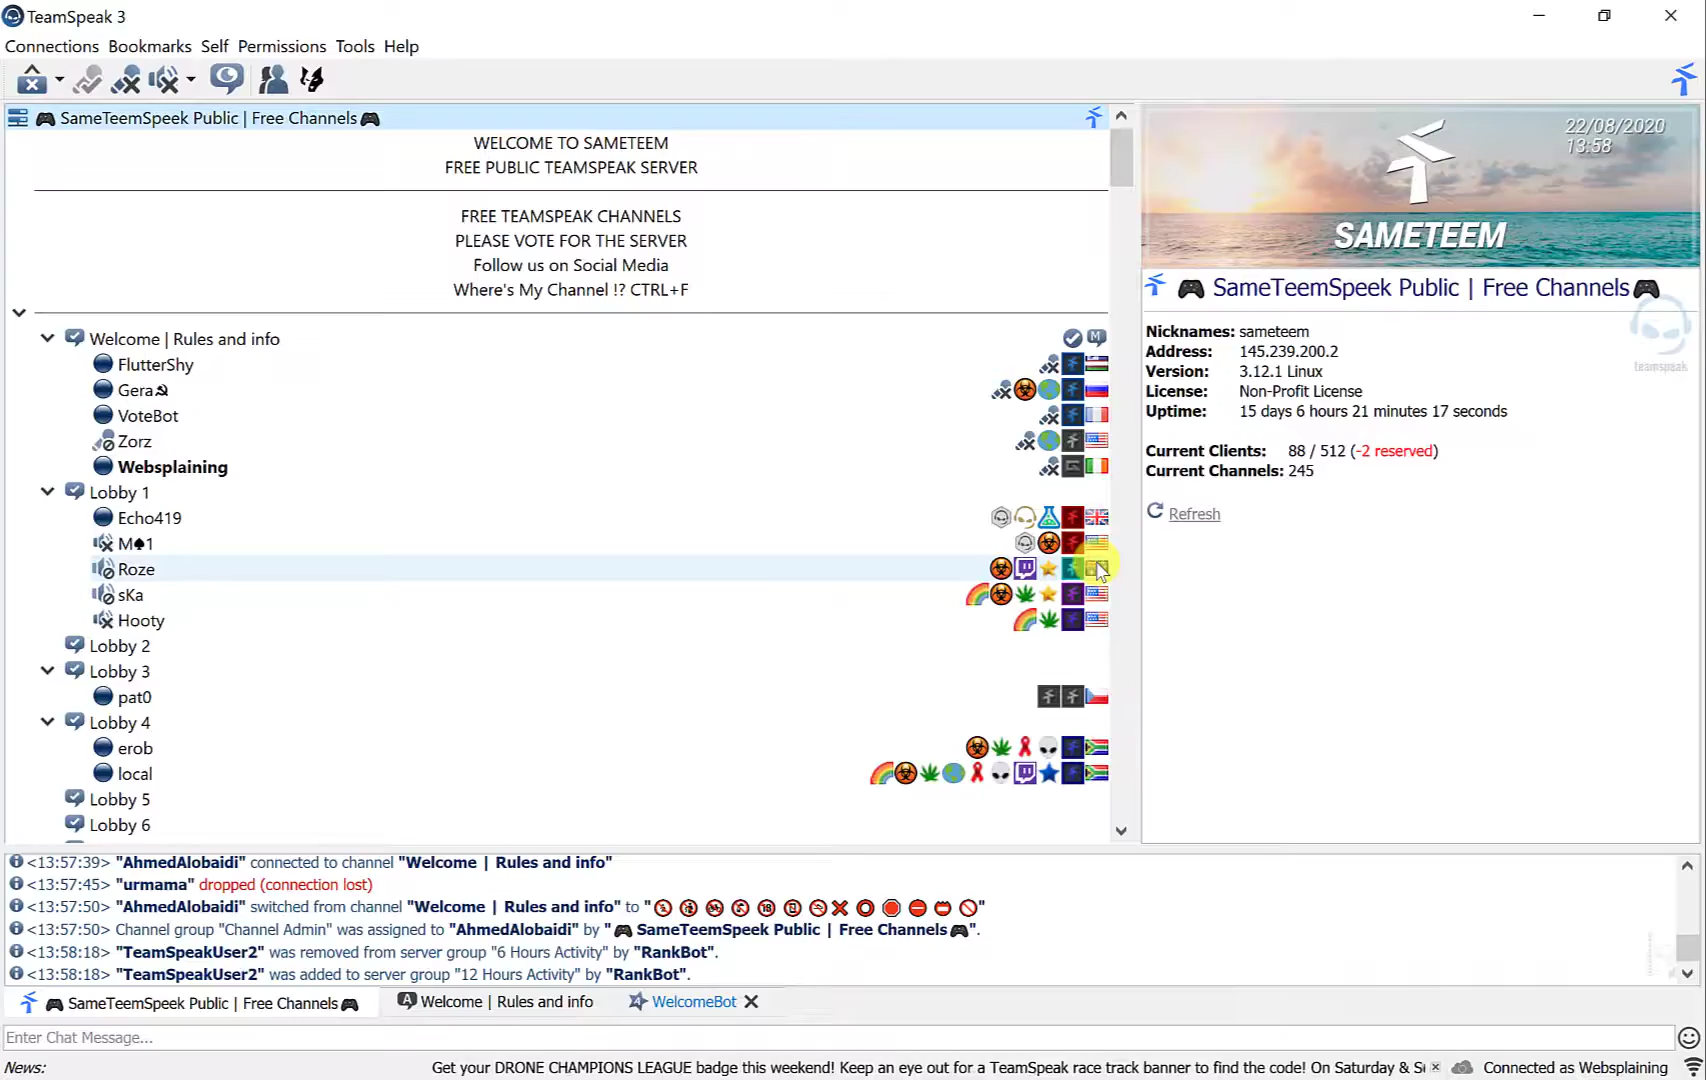 TeamSpeak 3
Connections Bookmarks Self Permissions Tools Help
SameTeemSpeek Public | Free Channels
WELCOME TO SAMETEEM
FREE PUBLIC TEAMSPEAK SERVER
FREE TEAMSPEAK CHANNELS
PLEASE VOTE FOR THE SERVER
Follow us on Social Media
Where's My Channel !? CTRL+F
Welcome | Rules and info
FlutterShy
Gera☭
VoteBot
Zorz
Websplaining
Lobby 1
Echo419
M♠1
Roze
sKa
Hooty
Lobby 2
Lobby 3
pat0
Lobby 4
erob
local
Lobby 5
Lobby 6
22/08/2020
13:58
SAMETEEM
SameTeemSpeek Public | Free Channels
Nicknames: sameteem
Address: 145.239.200.2
Version: 3.12.1 Linux
License: Non-Profit License
Uptime: 15 days 6 hours 21 minutes 17 seconds
Current Clients: 88 / 512 (-2 reserved)
Current Channels: 245
Refresh
teamspeak
<13:57:39> "AhmedAlobaidi" connected to channel "Welcome | Rules and info"
<13:57:45> "urmama" dropped (connection lost)
<13:57:50> "AhmedAlobaidi" switched from channel "Welcome | Rules and info" to " "
<13:57:50> Channel group "Channel Admin" was assigned to "AhmedAlobaidi" by "🎮 SameTeemSpeek Public | Free Channels🎮".
<13:58:18> "TeamSpeakUser2" was removed from server group "6 Hours Activity" by "RankBot".
<13:58:18> "TeamSpeakUser2" was added to server group "12 Hours Activity" by "RankBot".
SameTeemSpeek Public | Free Channels Welcome | Rules and info WelcomeBot
Enter Chat Message...
News: Get your DRONE CHAMPIONS LEAGUE badge this weekend! Keep an eye out for a TeamSpeak race track banner to find the code! On Saturday & S Connected as Websplaining